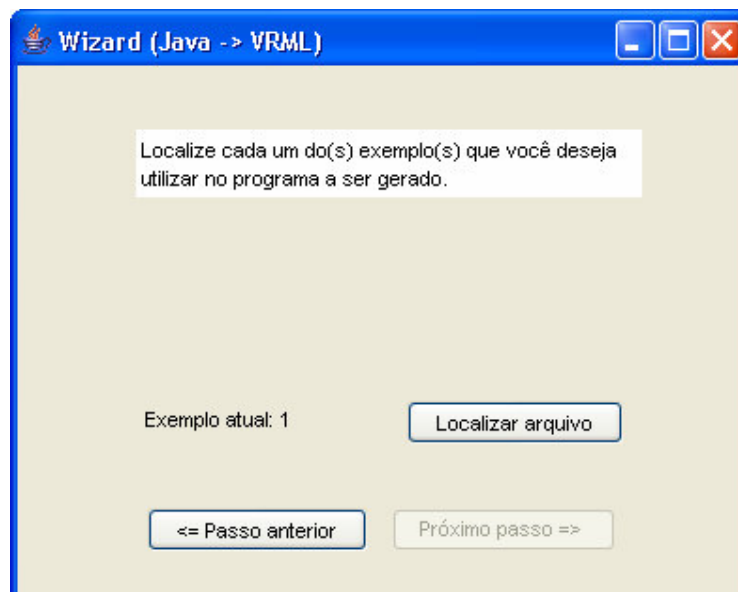 Wizard (Java -> VRML)
Localize cada um do(s) exemplo(s) que você deseja
utilizar no programa a ser gerado.
Exemplo atual: 1
Localizar arquivo
<= Passo anterior
Próximo passo =>